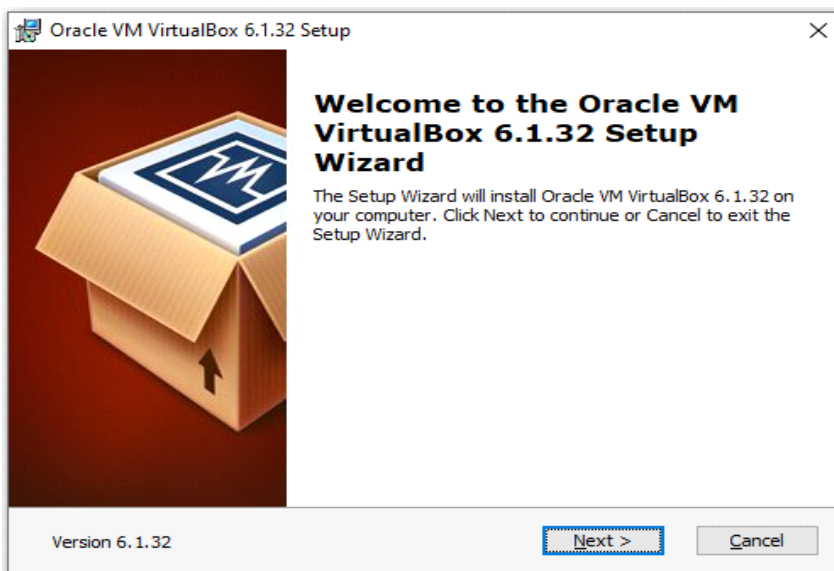 Oracle VM VirtualBox 6.1.32 Setup
Welcome to the Oracle VM
VirtualBox 6.1.32 Setup
Wizard
The Setup Wizard will install Oracle VM VirtualBox 6.1.32 on
your computer. Click Next to continue or Cancel to exit the
Setup Wizard.
Version 6.1.32
Next >
Cancel